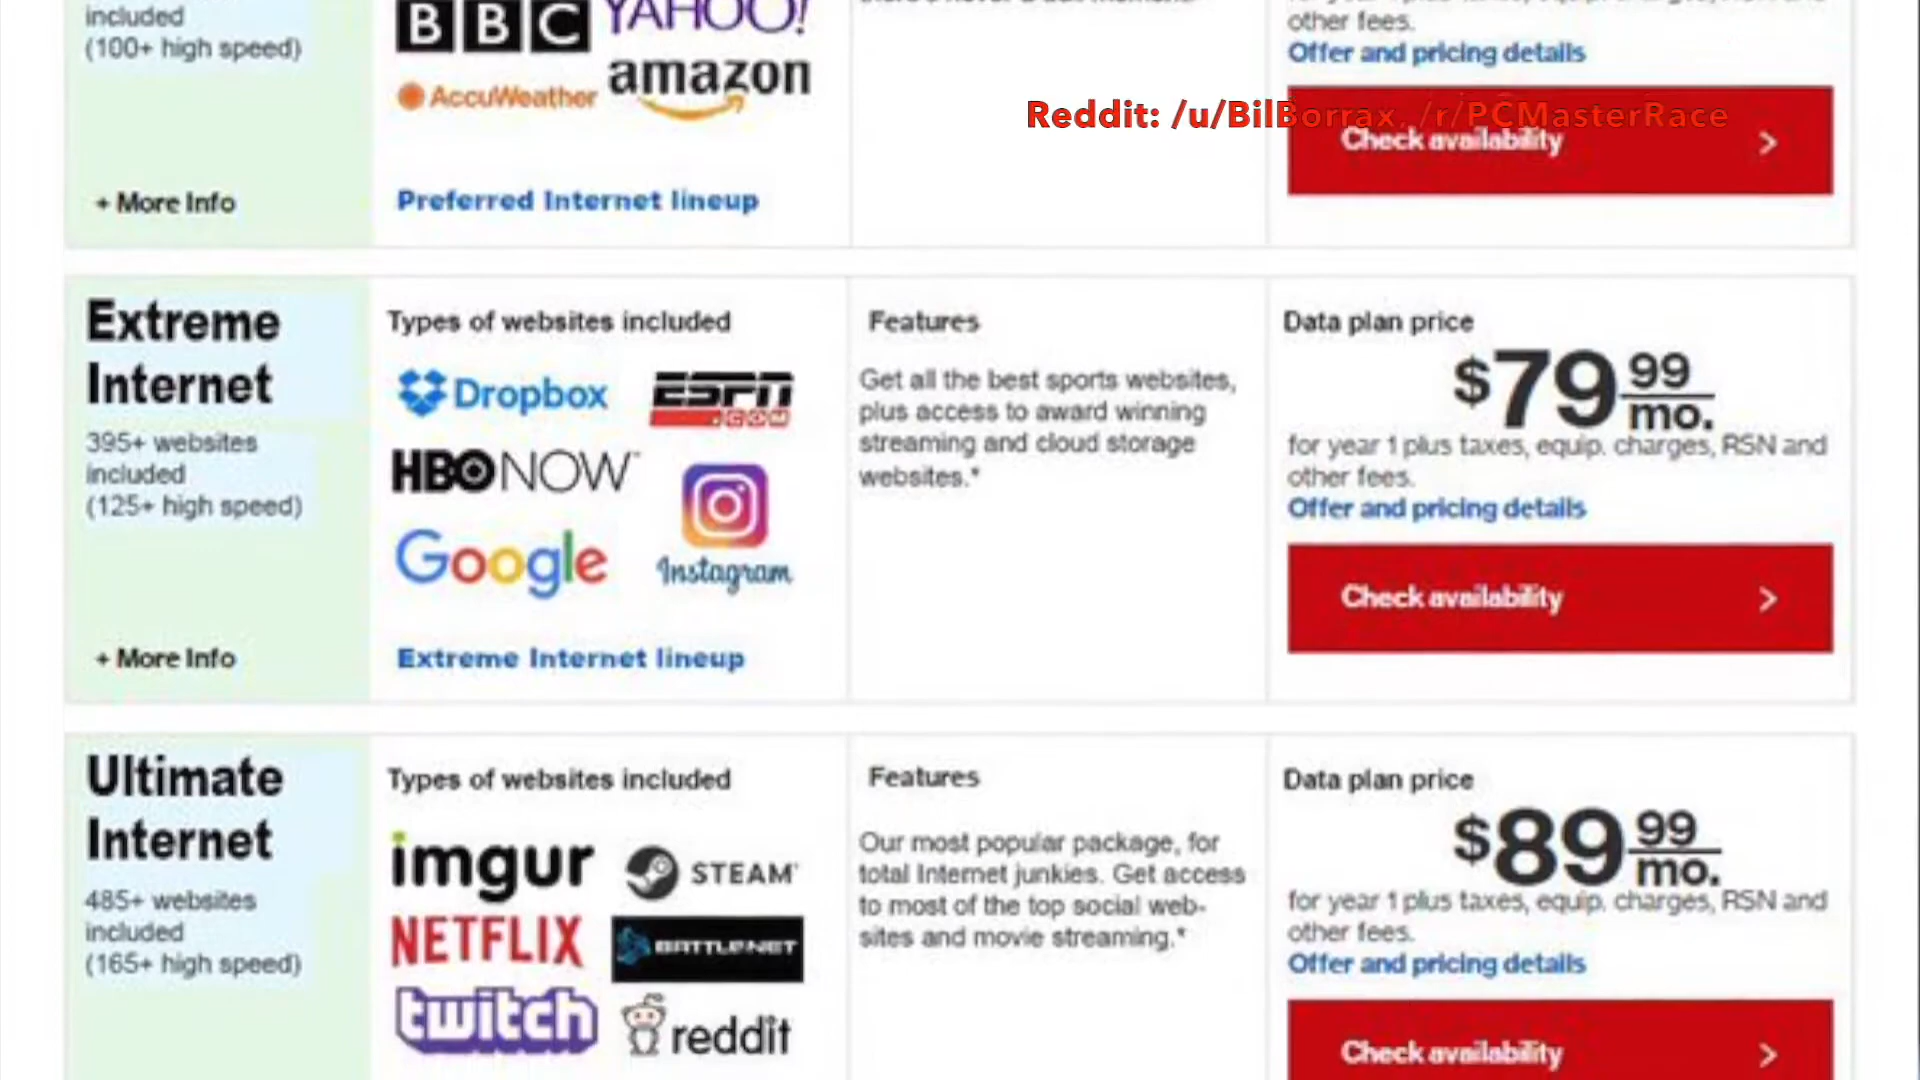 included
(100+ high speed)
+ More Info
BBC
YAHOO!
AccuWeather
amazon
Preferred Internet lineup
other fees.
Offer and pricing details
Reddit: /u/BilBorrax, /r/PCMasterRace
Check availability >
Extreme
Internet
395+ websites
included
(125+ high speed)
+ More Info
Types of websites included
Dropbox
ESPN
.COM
HBO NOW
Google
Instagram
Extreme Internet lineup
Features
Get all the best sports websites,
plus access to award winning
streaming and cloud storage
websites.*
Data plan price
$79.99
mo.
for year 1 plus taxes, equip. charges, RSN and
other fees.
Offer and pricing details
Check availability >
Ultimate
Internet
485+ websites
included
(165+ high speed)
Types of websites included
imgur
STEAM
NETFLIX
BATTLE.NET
twitch
reddit
Features
Our most popular package, for
total Internet junkies. Get access
to most of the top social web-
sites and movie streaming.*
Data plan price
$89.99
mo.
for year 1 plus taxes, equip. charges, RSN and
other fees.
Offer and pricing details
Check availability >